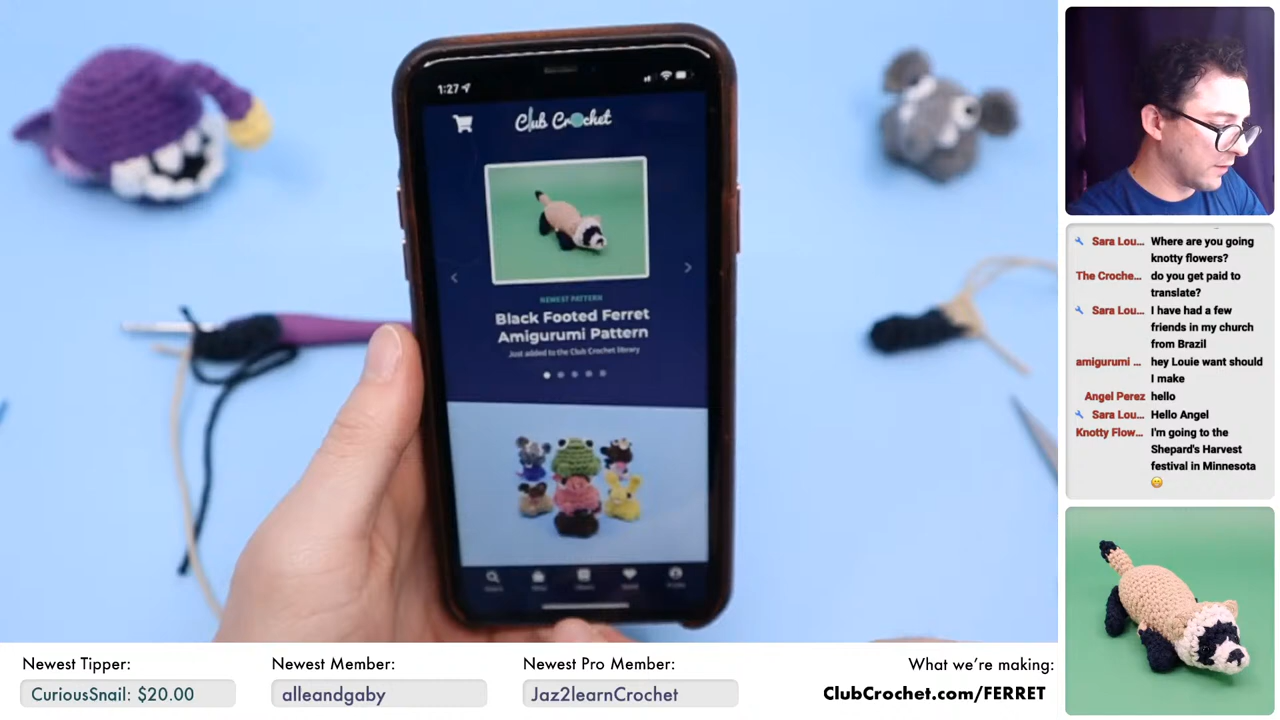 1:27
Club Crochet
NEWEST PATTERN
Black Footed Ferret
Amigurumi Pattern
Just added to the Club Crochet library
Sara Lou... Where are you going
knotty flowers?
The Croche... do you get paid to
translate?
Sara Lou... I have had a few
friends in my church
from Brazil
amigurumi ... hey Louie want should
I make
Angel Perez hello
Sara Lou... Hello Angel
Knotty Flow... I'm going to the
Shepard's Harvest
festival in Minnesota
Newest Tipper:
CuriousSnail: $20.00
Newest Member:
alleandgaby
Newest Pro Member:
Jaz2learnCrochet
What we're making:
ClubCrochet.com/FERRET